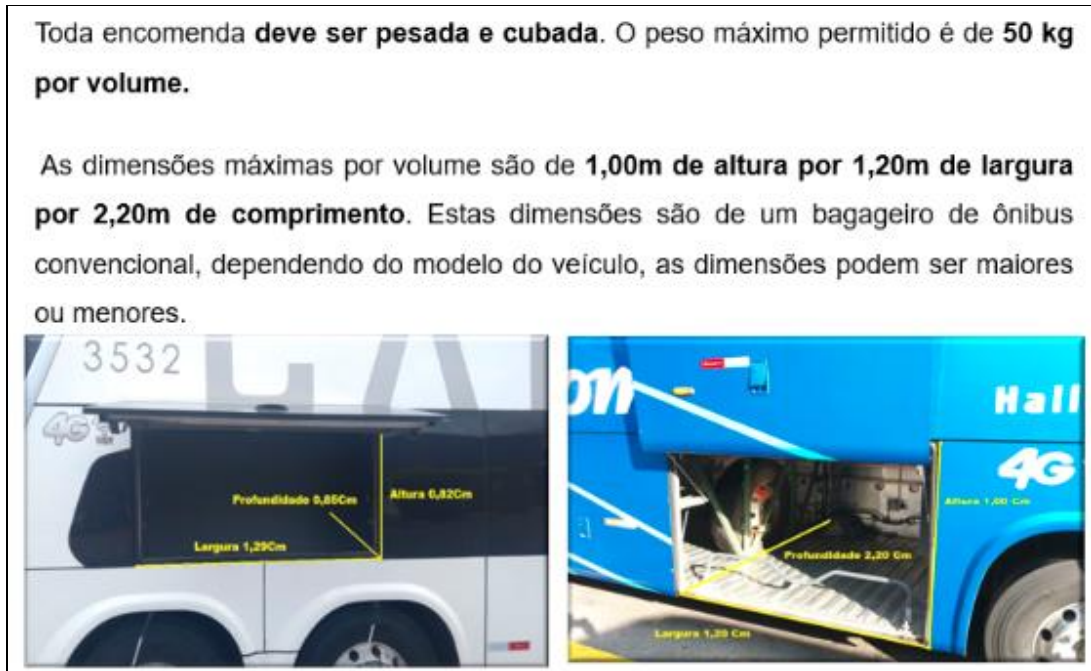 Toda encomenda deve ser pesada e cubada. O peso máximo permitido é de 50 kg
por volume.
As dimensões máximas por volume são de 1,00m de altura por 1,20m de largura
por 2,20m de comprimento. Estas dimensões são de um bagageiro de ônibus
convencional, dependendo do modelo do veículo, as dimensões podem ser maiores
ou menores.
3532
4G
Profundidade 0,85Cm
Altura 0,82Cm
Largura 1,29Cm
on
Hall
4G
Altura 1,00 Cm
Profundidade 2,20 Cm
Largura 1,20 Cm